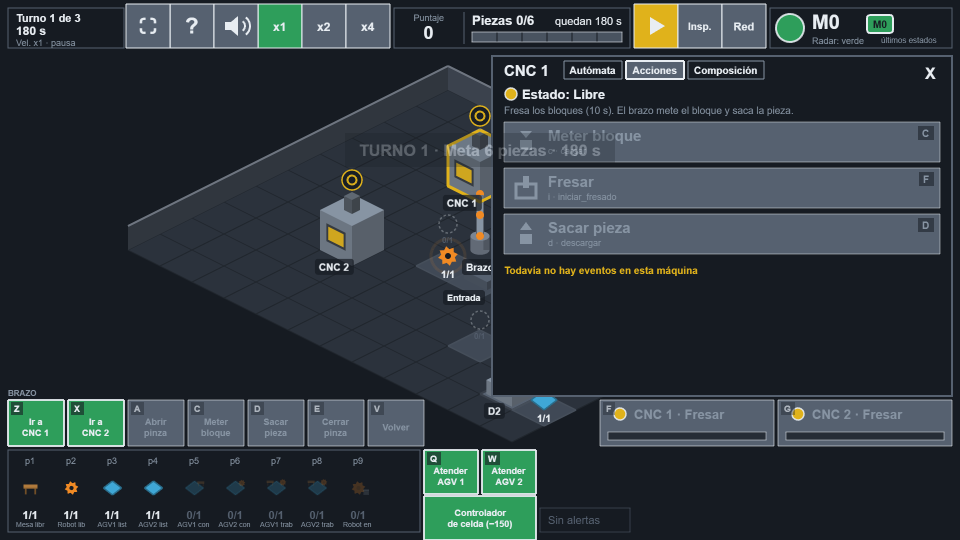 Turno 1 de 3
180 s
Vel. x1 · pausa
?
x1
x2
x4
Puntaje
0
Piezas 0/6
quedan 180 s
Insp.
Red
M0
Radar: verde
M0
últimos estados
CNC 1
Autómata
Acciones
Composición
X
Estado: Libre
Fresa los bloques (10 s). El brazo mete el bloque y saca la pieza.
Meter bloque
C
TURNO 1 · Meta 6 piezas · 180 s
Fresar
i · iniciar_fresado
F
Sacar pieza
d · descargar
D
Todavía no hay eventos en esta máquina
CNC 1
CNC 2
0/1
1/1
Brazo
Entrada
0/1
D2
1/1
BRAZO
Z
Ir a
CNC 1
X
Ir a
CNC 2
A
Abrir
pinza
C
Meter
bloque
D
Sacar
pieza
E
Cerrar
pinza
V
Volver
F
CNC 1 · Fresar
G
CNC 2 · Fresar
p1
p2
p3
p4
p5
p6
p7
p8
p9
1/1
1/1
1/1
1/1
0/1
0/1
0/1
0/1
0/1
Mesa libr
Robot lib
AGV1 list
AGV2 list
AGV1 con
AGV2 con
AGV1 trab
AGV2 trab
Robot en
Q
Atender
AGV 1
W
Atender
AGV 2
Controlador
de celda (−150)
Sin alertas